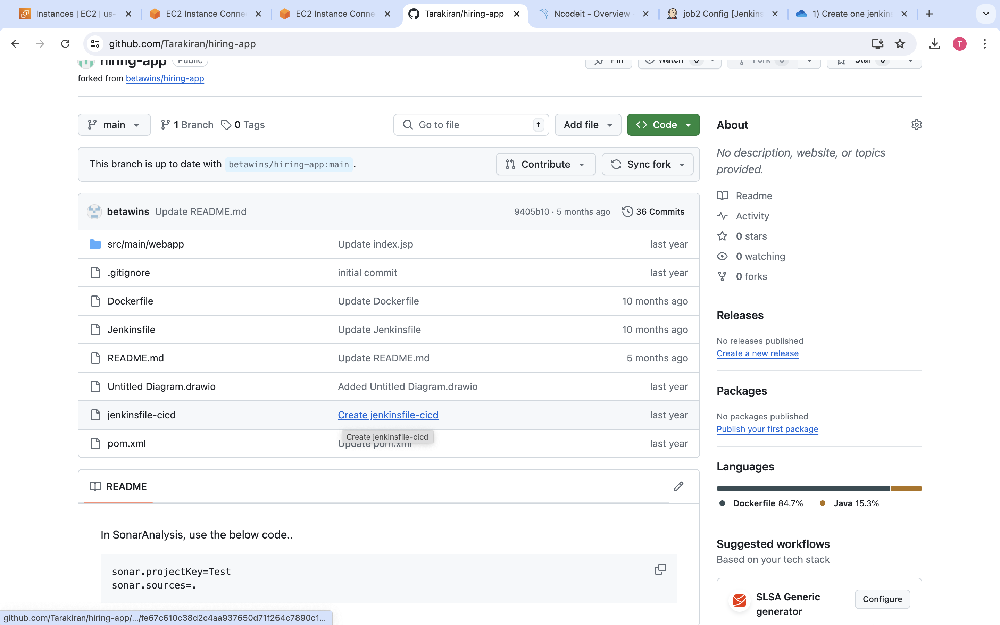 Instances | EC2 | us-
EC2 Instance Conne
EC2 Instance Conne
Tarakiran/hiring-app
Ncodeit - Overview
job2 Config [Jenkins
1) Create one jenkins
github.com/Tarakiran/hiring-app
T
hiring-app Public
Pin
Watch 0
Fork 0
Star 0
forked from betawins/hiring-app
main
1 Branch
0 Tags
Go to file t
Add file
Code
This branch is up to date with betawins/hiring-app:main .
Contribute
Sync fork
betawins Update README.md 9405b10 · 5 months ago 36 Commits
src/main/webapp Update index.jsp last year
.gitignore initial commit last year
Dockerfile Update Dockerfile 10 months ago
Jenkinsfile Update Jenkinsfile 10 months ago
README.md Update README.md 5 months ago
Untitled Diagram.drawio Added Untitled Diagram.drawio last year
jenkinsfile-cicd Create jenkinsfile-cicd last year
Create jenkinsfile-cicd
pom.xml Update pom.xml last year
README
In SonarAnalysis, use the below code..
sonar.projectKey=Test
sonar.sources=.
About
No description, website, or topics
provided.
Readme
Activity
0 stars
0 watching
0 forks
Releases
No releases published
Create a new release
Packages
No packages published
Publish your first package
Languages
Dockerfile 84.7% Java 15.3%
Suggested workflows
Based on your tech stack
SLSA Generic
generator
Configure
github.com/Tarakiran/hiring-app/.../fe67c610c38d2c4aa937650d71f264c7890c1...